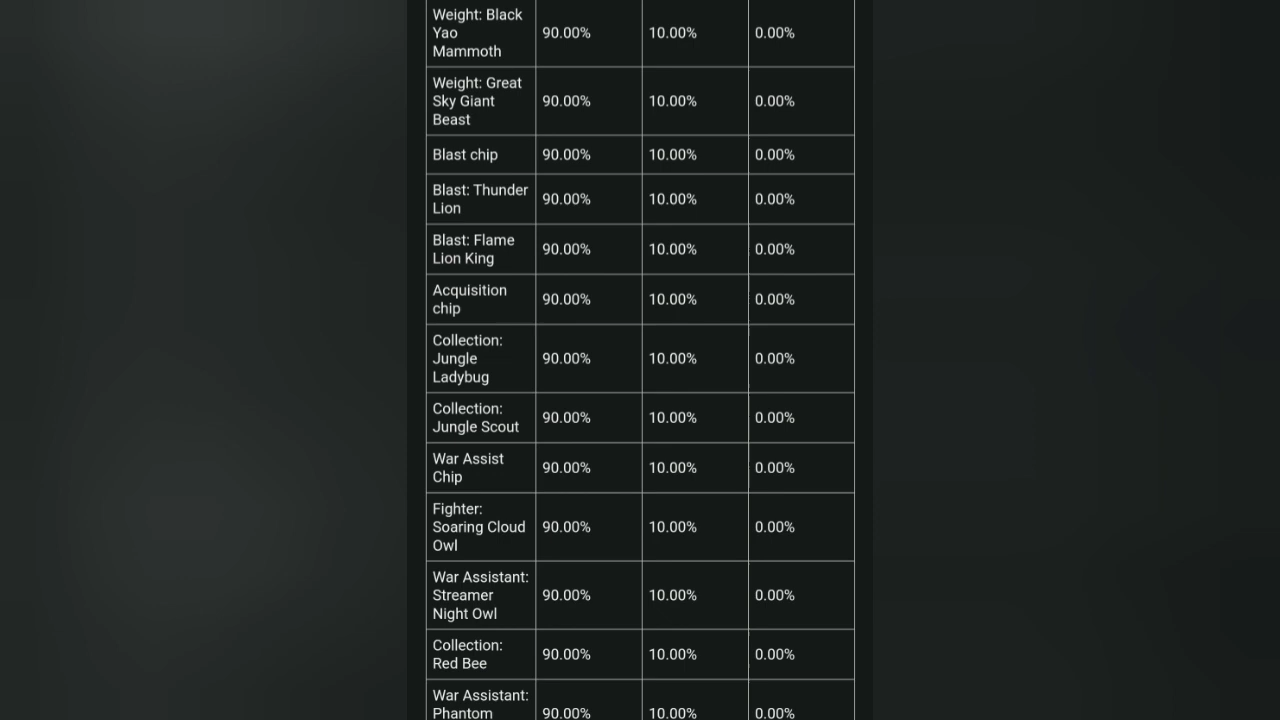 Weight: Black
Yao
Mammoth
90.00%
10.00%
0.00%
Weight: Great
Sky Giant
Beast
90.00%
10.00%
0.00%
Blast chip
90.00%
10.00%
0.00%
Blast: Thunder
Lion
90.00%
10.00%
0.00%
Blast: Flame
Lion King
90.00%
10.00%
0.00%
Acquisition
chip
90.00%
10.00%
0.00%
Collection:
Jungle
Ladybug
90.00%
10.00%
0.00%
Collection:
Jungle Scout
90.00%
10.00%
0.00%
War Assist
Chip
90.00%
10.00%
0.00%
Fighter:
Soaring Cloud
Owl
90.00%
10.00%
0.00%
War Assistant:
Streamer
Night Owl
90.00%
10.00%
0.00%
Collection:
Red Bee
90.00%
10.00%
0.00%
War Assistant:
Phantom
90.00%
10.00%
0.00%